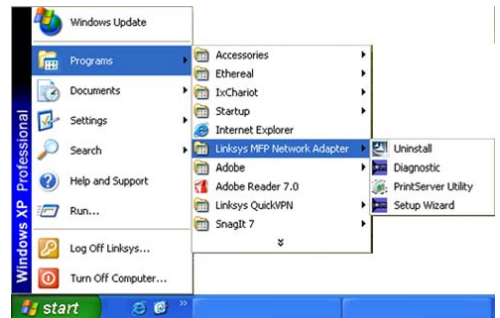 Windows Update
Programs
Documents
Settings
Search
Help and Support
Run...
Log Off Linksys...
Turn Off Computer...
Windows XP Professional
Accessories
Ethereal
IxChariot
Startup
Internet Explorer
Linksys MFP Network Adapter
Adobe
Adobe Reader 7.0
Linksys QuickVPN
SnagIt 7
Uninstall
Diagnostic
PrintServer Utility
Setup Wizard
start